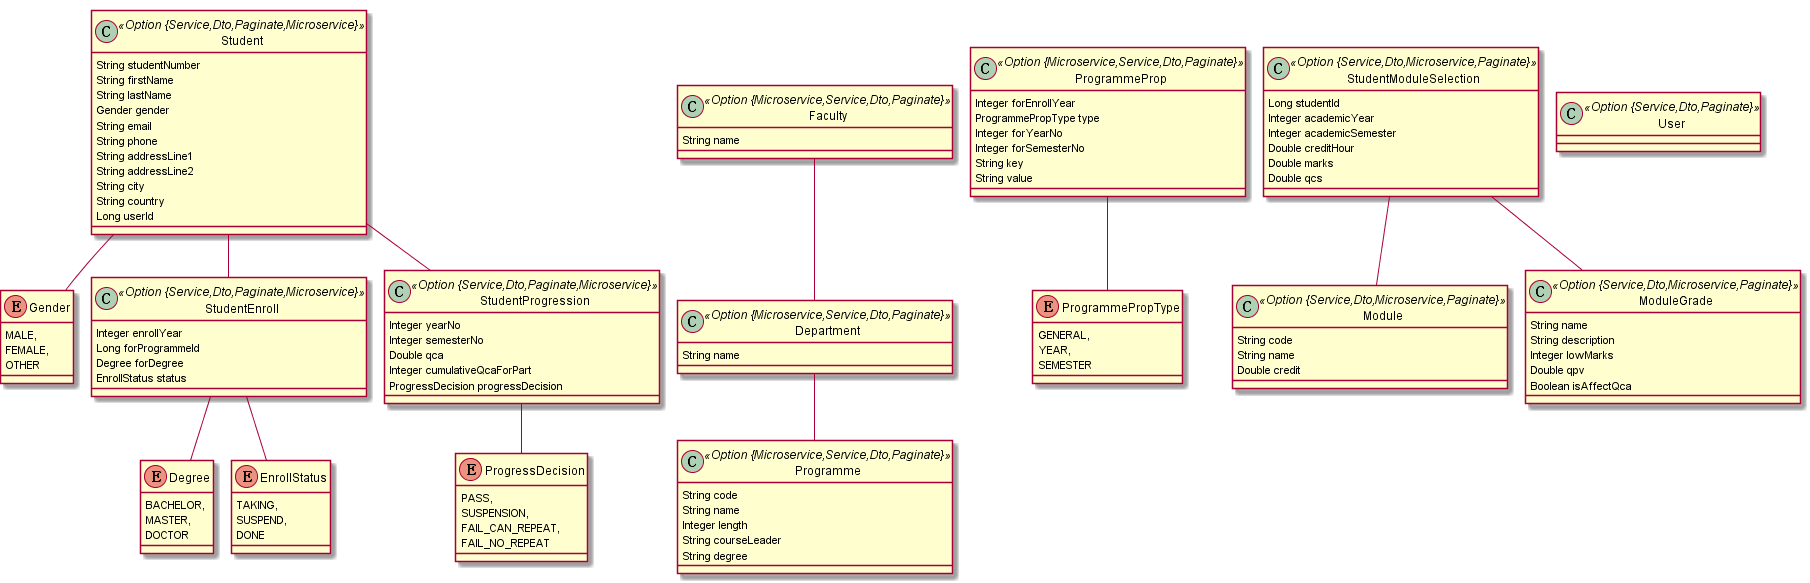 C
«Option {Service,Dto,Paginate,Microservice}»
Student
String studentNumber
String firstName
String lastName
Gender gender
String email
String phone
String addressLine1
String addressLine2
String city
String country
Long userId
E Gender
MALE,
FEMALE,
OTHER
C
«Option {Service,Dto,Paginate,Microservice}»
StudentEnroll
Integer enrollYear
Long forProgrammeId
Degree forDegree
EnrollStatus status
E Degree
BACHELOR,
MASTER,
DOCTOR
E EnrollStatus
TAKING,
SUSPEND,
DONE
C
«Option {Service,Dto,Paginate,Microservice}»
StudentProgression
Integer yearNo
Integer semesterNo
Double qca
Integer cumulativeQcaForPart
ProgressDecision progressDecision
E ProgressDecision
PASS,
SUSPENSION,
FAIL_CAN_REPEAT,
FAIL_NO_REPEAT
C
«Option {Microservice,Service,Dto,Paginate}»
Faculty
String name
C
«Option {Microservice,Service,Dto,Paginate}»
Department
String name
C
«Option {Microservice,Service,Dto,Paginate}»
Programme
String code
String name
Integer length
String courseLeader
String degree
C
«Option {Microservice,Service,Dto,Paginate}»
ProgrammeProp
Integer forEnrollYear
ProgrammePropType type
Integer forYearNo
Integer forSemesterNo
String key
String value
E ProgrammePropType
GENERAL,
YEAR,
SEMESTER
C
«Option {Service,Dto,Microservice,Paginate}»
StudentModuleSelection
Long studentId
Integer academicYear
Integer academicSemester
Double creditHour
Double marks
Double qcs
C
«Option {Service,Dto,Microservice,Paginate}»
Module
String code
String name
Double credit
C
«Option {Service,Dto,Microservice,Paginate}»
ModuleGrade
String name
String description
Integer lowMarks
Double qpv
Boolean isAffectQca
C
«Option {Service,Dto,Paginate}»
User